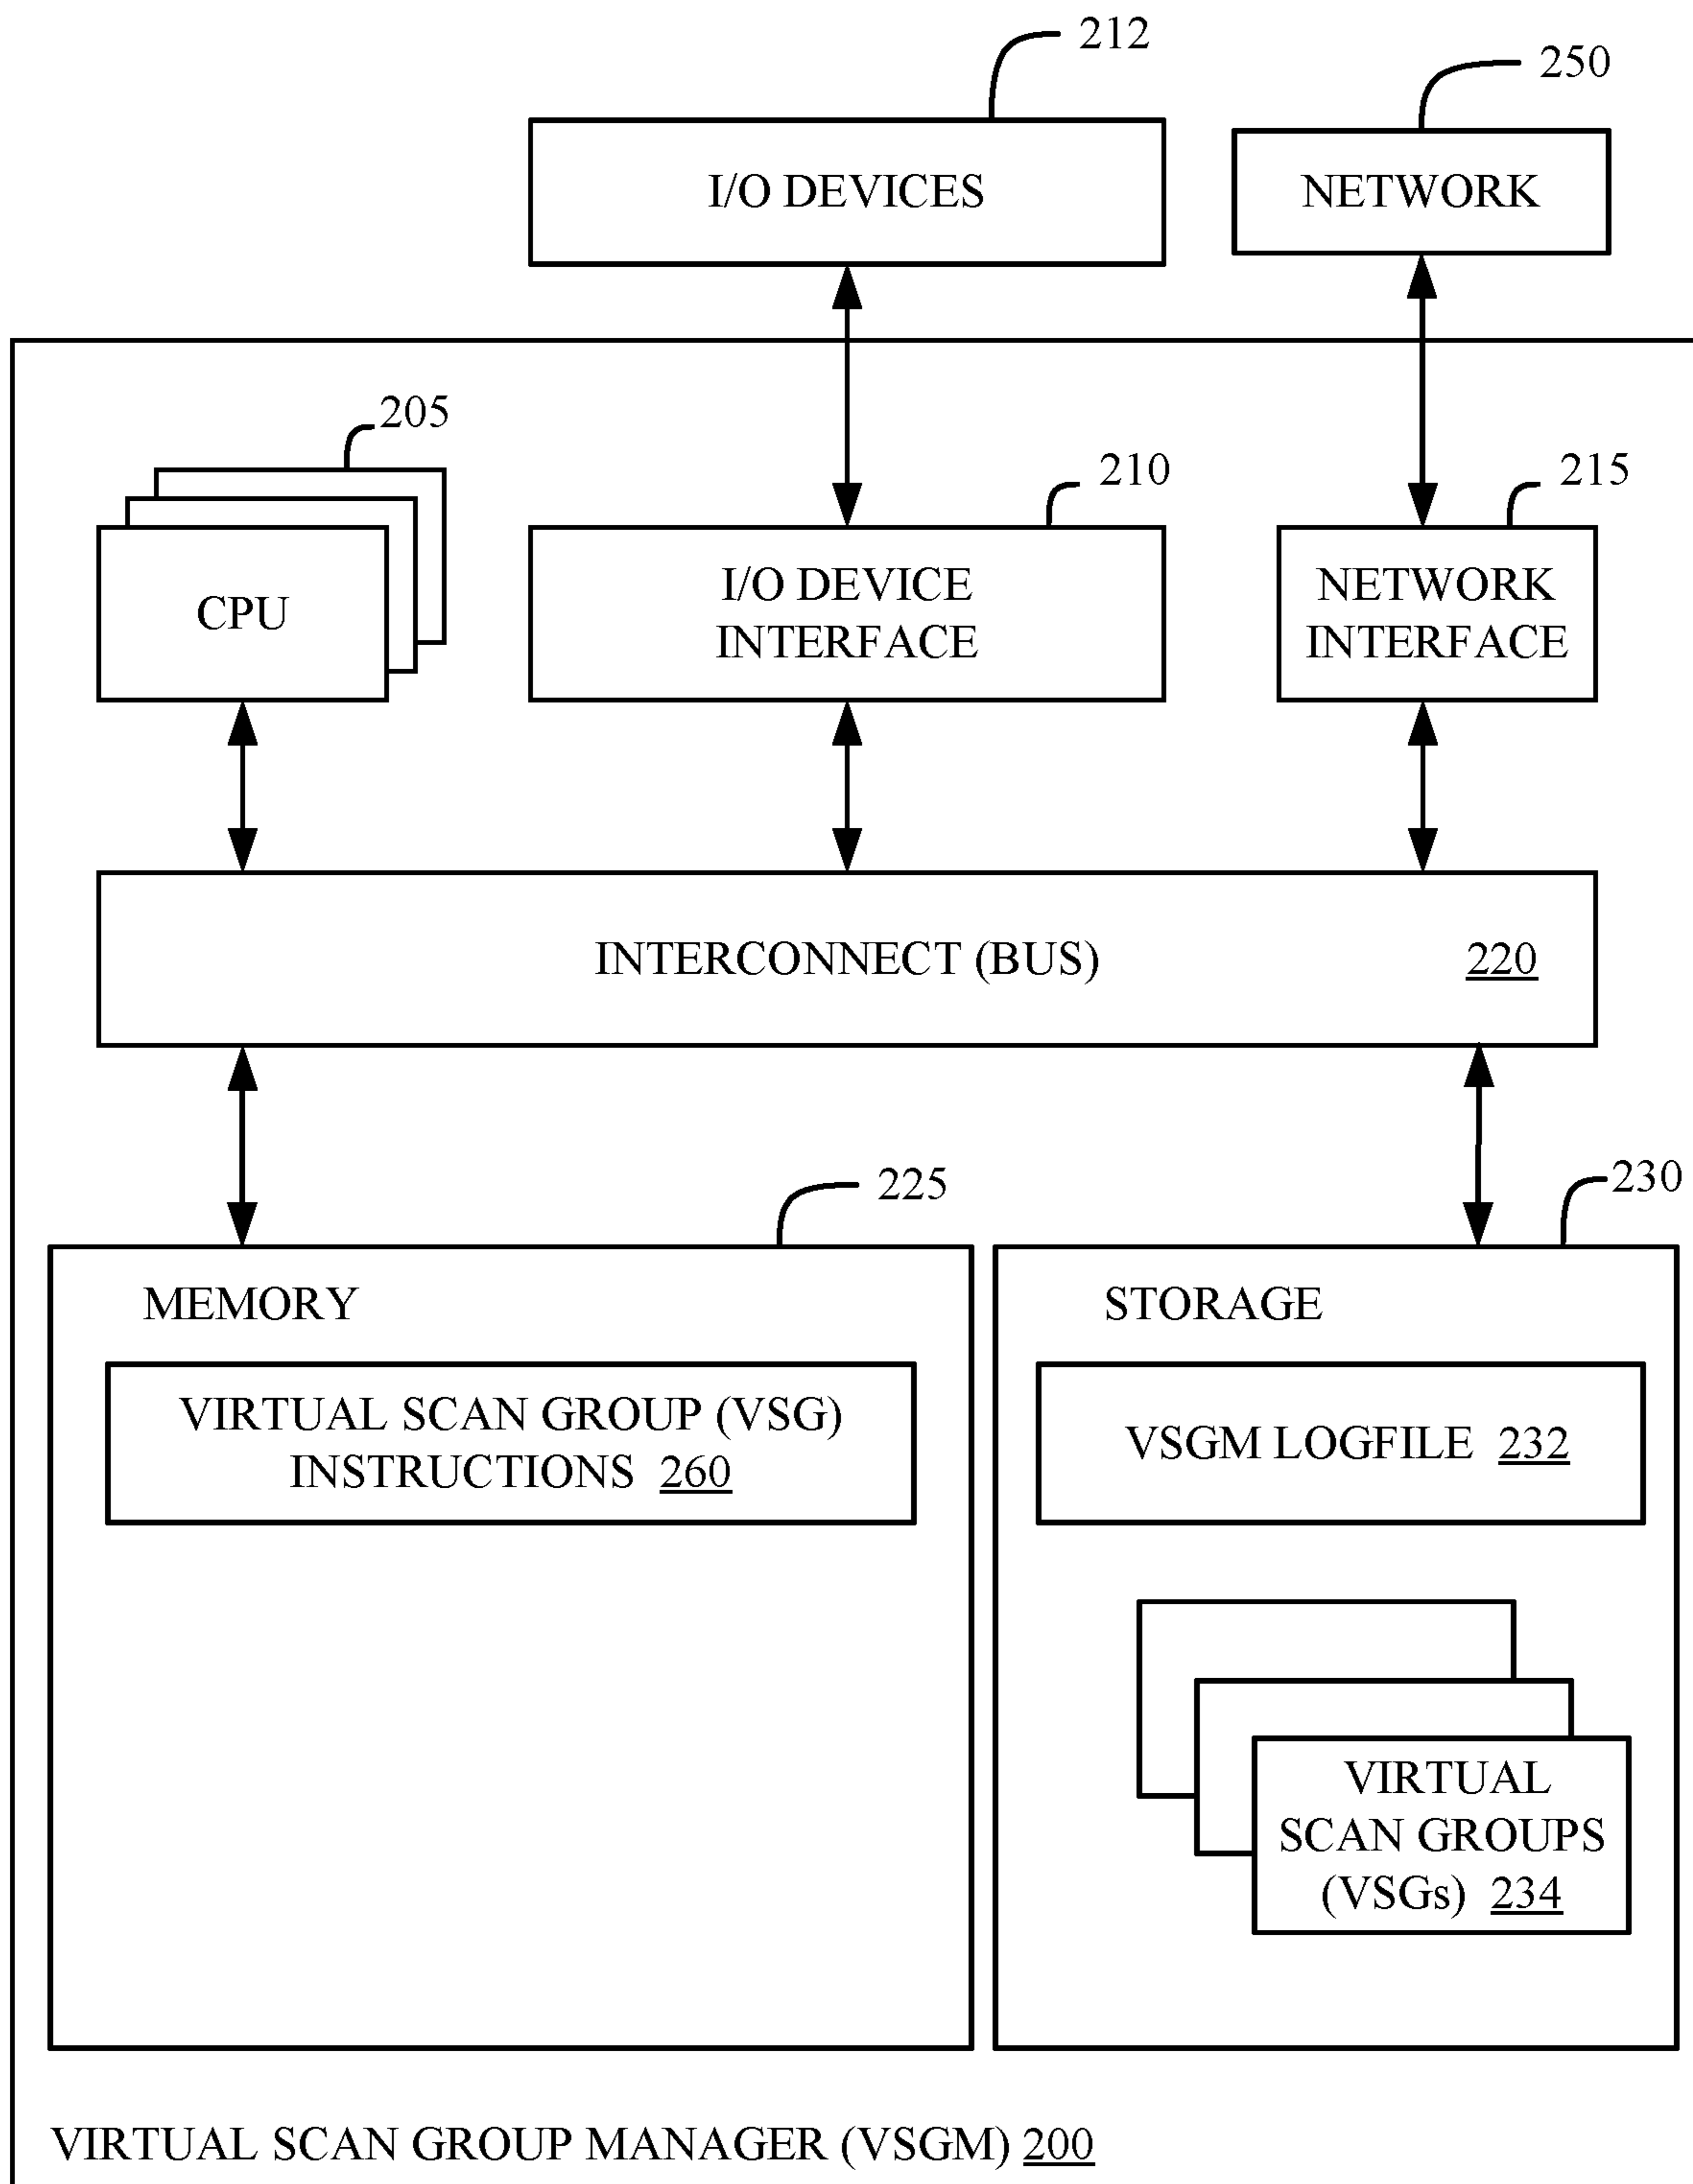 212
250
I/O DEVICES
NETWORK
205
210
215
CPU
I/O DEVICE
INTERFACE
NETWORK
INTERFACE
INTERCONNECT (BUS) 220
225
230
MEMORY
VIRTUAL SCAN GROUP (VSG)
INSTRUCTIONS 260
STORAGE
VSGM LOGFILE 232
VIRTUAL
SCAN GROUPS
(VSGs) 234
VIRTUAL SCAN GROUP MANAGER (VSGM) 200